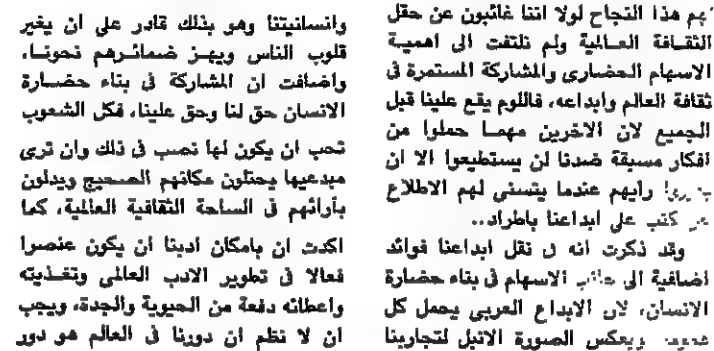 بهم هذا النجاح لولا اننا غائبون عن حقل
الثقافة العالمية ولم نلتفت الى اهمية
الاسهام الحضاري والمشاركة المستمرة في
ثقافة العالم وابداعه، فاللوم يقع علينا قبل
الجميع لان الاخرين مهما حملوا من
افكار مسبقة ضدنا لن يستطيعوا الا ان
رايهم عندما يتسنى لهم الاطلاع
كتب على ابداعنا باطراد..
وقد ذكرت انه في نقل ابداعنا فوائد
اضافية الى جانب الاسهام في بناء حضارة
الانسان، لان الابداع العربي يحمل كل
ويعكس الصورة الانبل لتجاربنا
وانسانيتنا وهو بذلك قادر على ان يغير
قلوب الناس ويهز ضمائرهم نحونا،
واضافت ان المشاركة في بناء حضارة
الانسان حق لنا وحق علينا، فكل الشعوب
تحب ان يكون لها نصب في ذلك وان ترى
مبدعيها يحتلون مكانهم الصحيح ويدلون
بآرائهم في الساحة الثقافية العالمية، كما
اكدت ان بامكان ادبنا ان يكون عنصرا
فعالا في تطوير الادب العالمي وتغذيته
واعطائه دفعة من الحيوية والجدة، ويجب
ان لا نظم ان دورنا في العالم هو دور